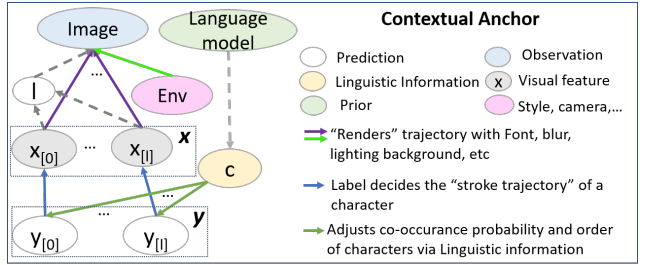 Image
Language
model
...
l
Env
x[0]
...
x[l]
x
c
...
...
y
y[0]
y[l]
Contextual Anchor
Prediction
Observation
Linguistic Information
x
Visual feature
Prior
Style, camera,...
“Renders” trajectory with Font, blur,
lighting background, etc
Label decides the “stroke trajectory” of a
character
Adjusts co-occurance probability and order
of characters via Linguistic information